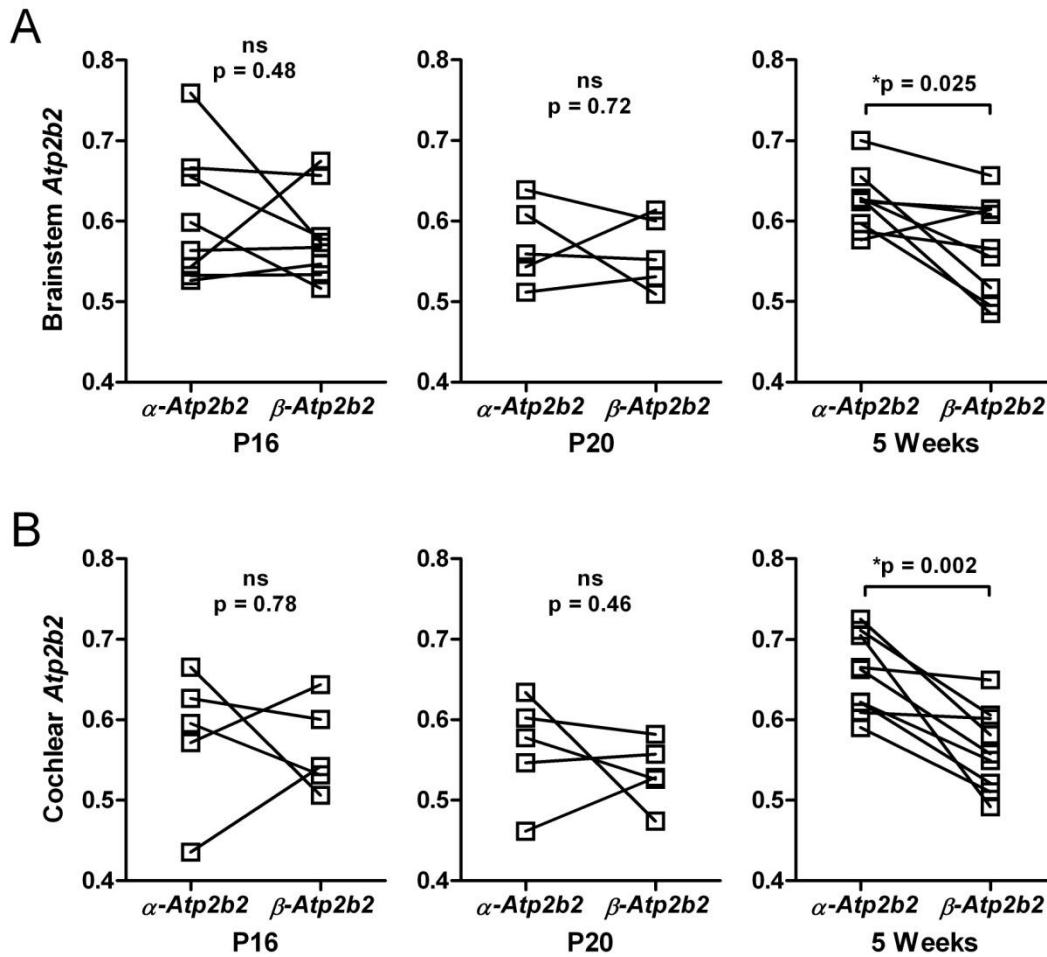 A
Brainstem Atp2b2
0.8
0.7
0.6
0.5
0.4
ns
p = 0.48
α-Atp2b2 β-Atp2b2
P16
0.8
0.7
0.6
0.5
0.4
ns
p = 0.72
α-Atp2b2 β-Atp2b2
P20
0.8
0.7
0.6
0.5
0.4
*p = 0.025
α-Atp2b2 β-Atp2b2
5 Weeks
B
Cochlear Atp2b2
0.8
0.7
0.6
0.5
0.4
ns
p = 0.78
α-Atp2b2 β-Atp2b2
P16
0.8
0.7
0.6
0.5
0.4
ns
p = 0.46
α-Atp2b2 β-Atp2b2
P20
0.8
0.7
0.6
0.5
0.4
*p = 0.002
α-Atp2b2 β-Atp2b2
5 Weeks